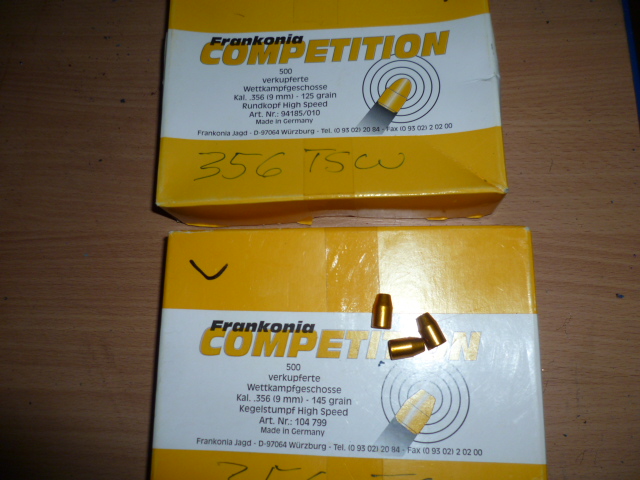 Frankonia
COMPETITION
500
verkupferte
Wettkampfgeschosse
Kal. .356 (9 mm) - 125 grain
Rundkopf High Speed
Art. Nr.: 94185/010
Made in Germany
Frankonia Jagd - D-97064 Würzburg - Tel. (0 93 02) 20 84 - Fax (0 93 02) 2 02 00
356 TSW
Frankonia
COMPETITION
500
verkupferte
Wettkampfgeschosse
Kal. .356 (9 mm) - 145 grain
Kegelstumpf High Speed
Art. Nr.: 104 799
Made in Germany
Frankonia Jagd - D-97064 Würzburg - Tel. (0 93 02) 20 84 - Fax (0 93 02) 2 02 00
356